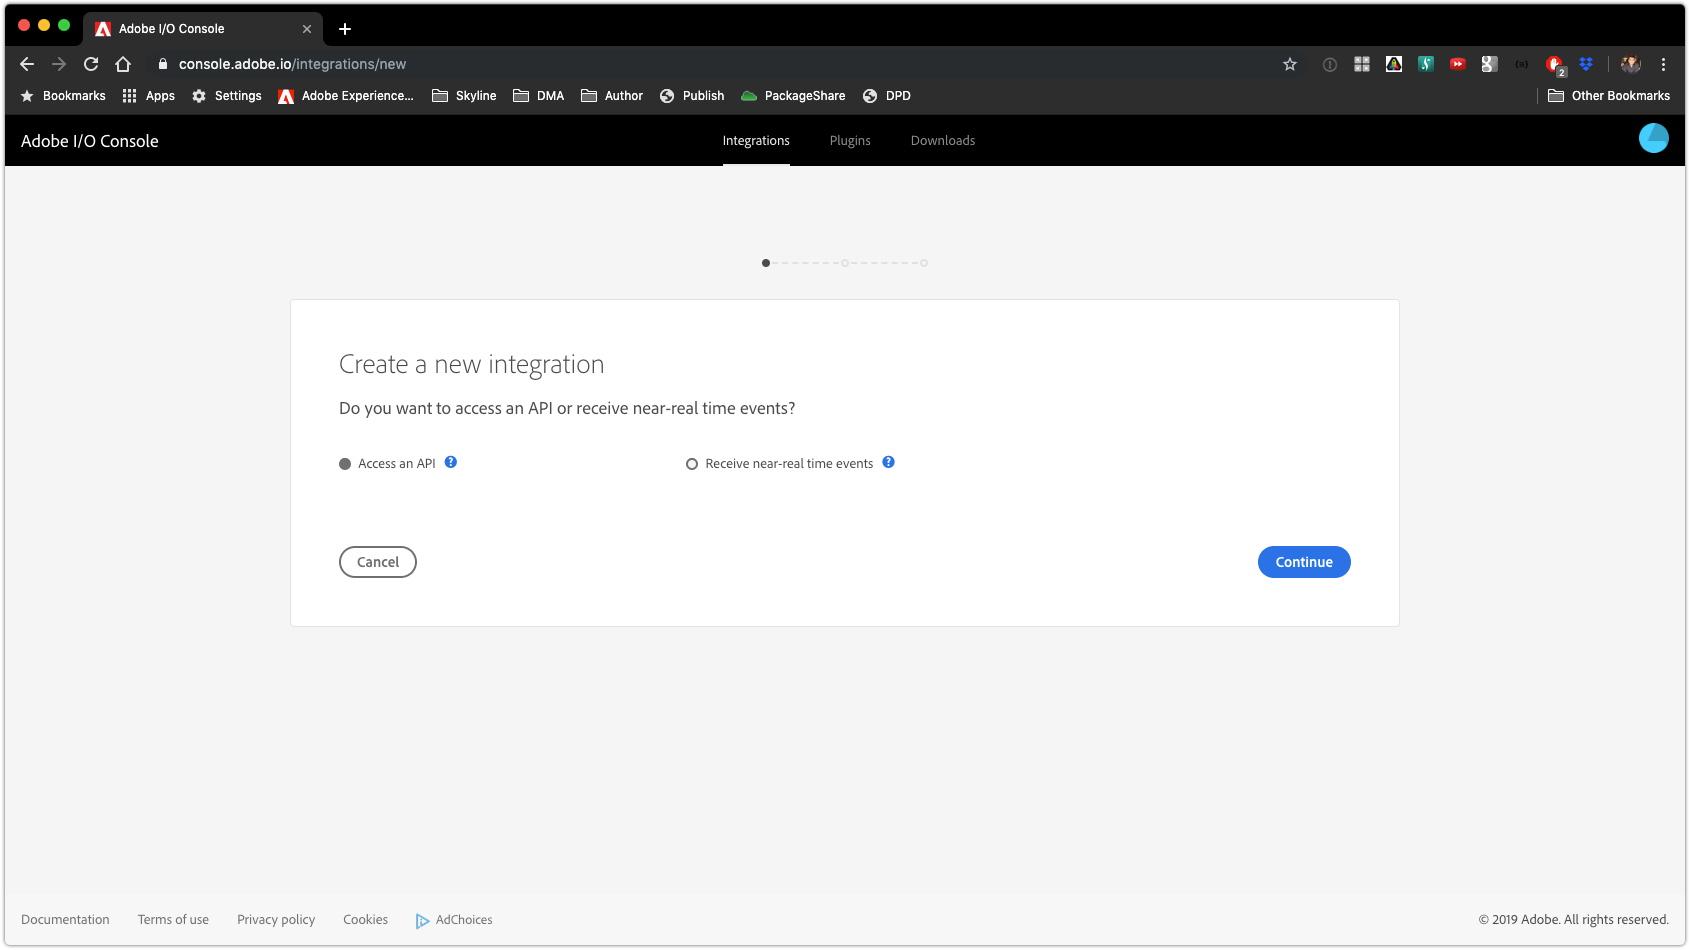 Adobe I/O Console
console.adobe.io/integrations/new
2
Bookmarks Apps Settings Adobe Experience... Skyline DMA Author Publish PackageShare DPD Other Bookmarks
Adobe I/O Console Integrations Plugins Downloads
Create a new integration
Do you want to access an API or receive near-real time events?
Access an API ? Receive near-real time events ?
Cancel Continue
Documentation Terms of use Privacy policy Cookies AdChoices © 2019 Adobe. All rights reserved.